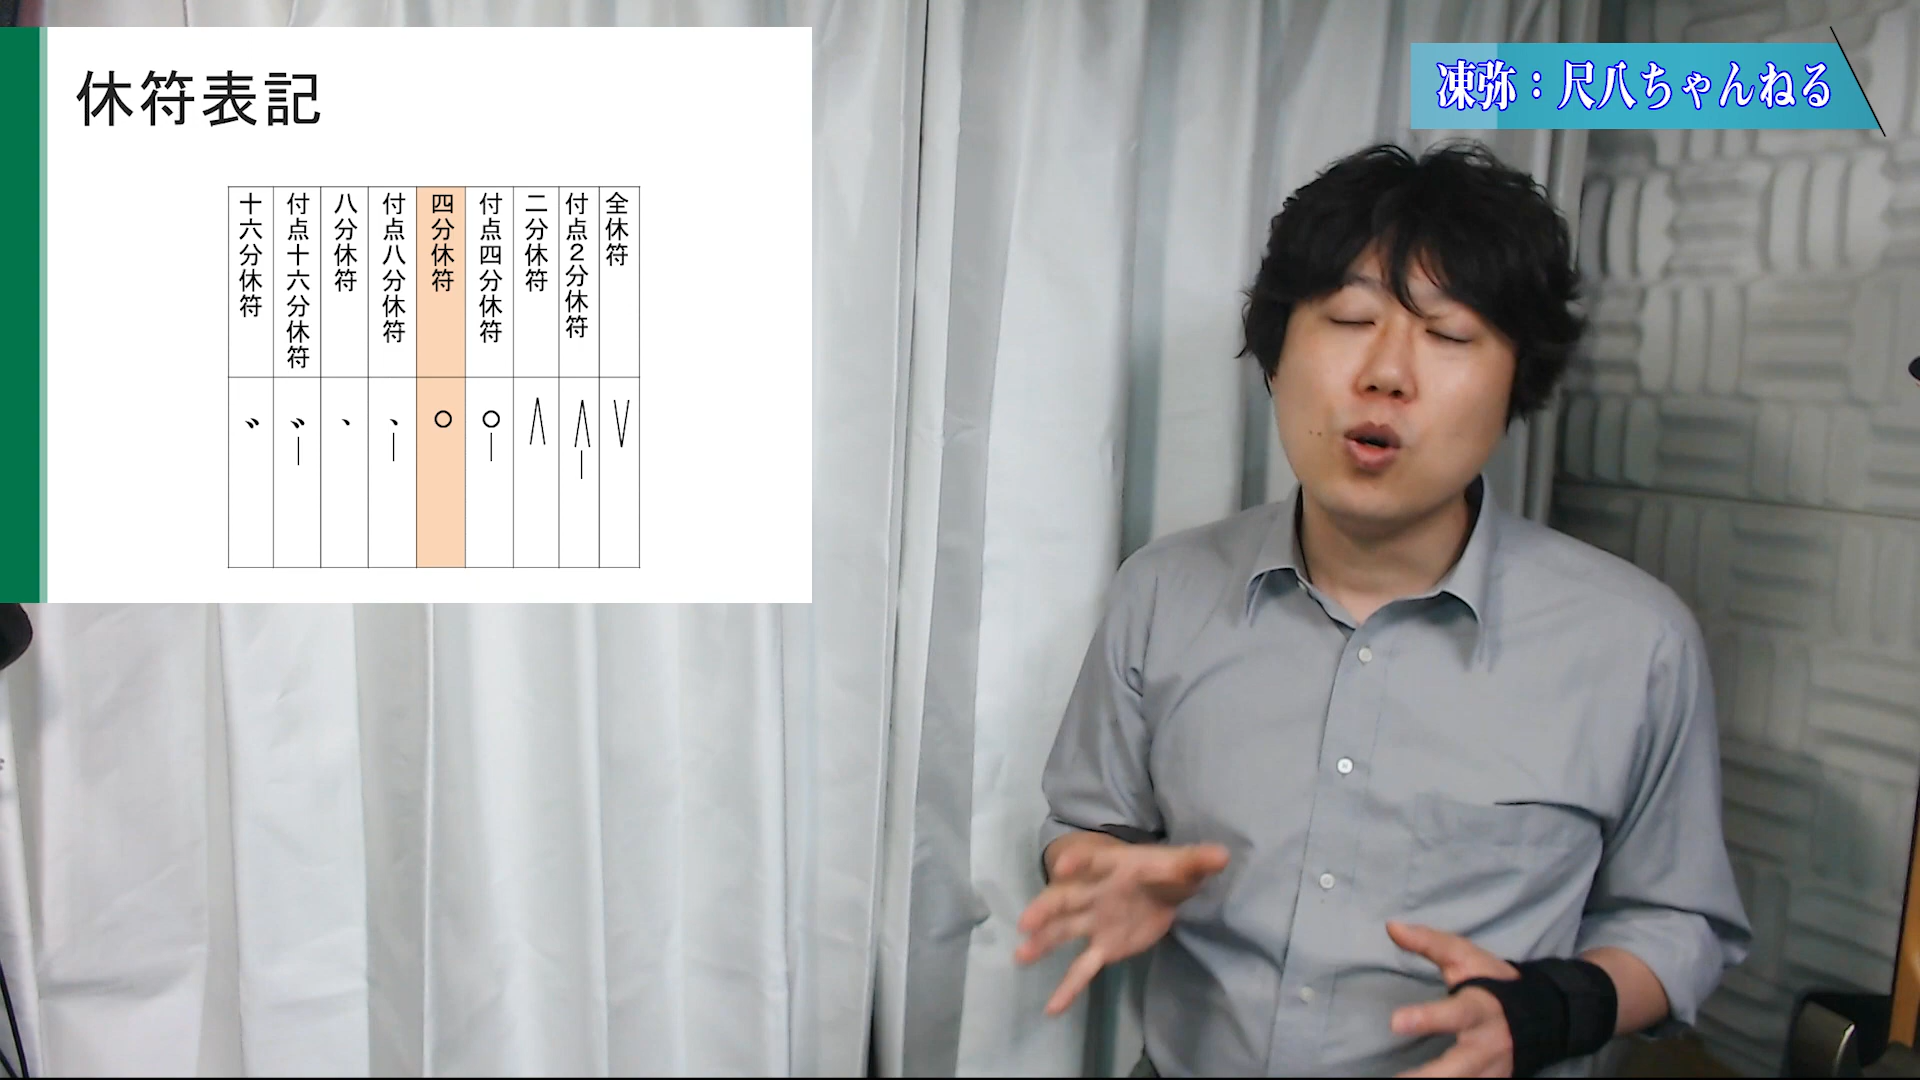 休符表記
凍弥：尺八ちゃんねる
全休符
付点2分休符
二分休符
付点四分休符
四分休符
付点八分休符
八分休符
付点十六分休符
十六分休符